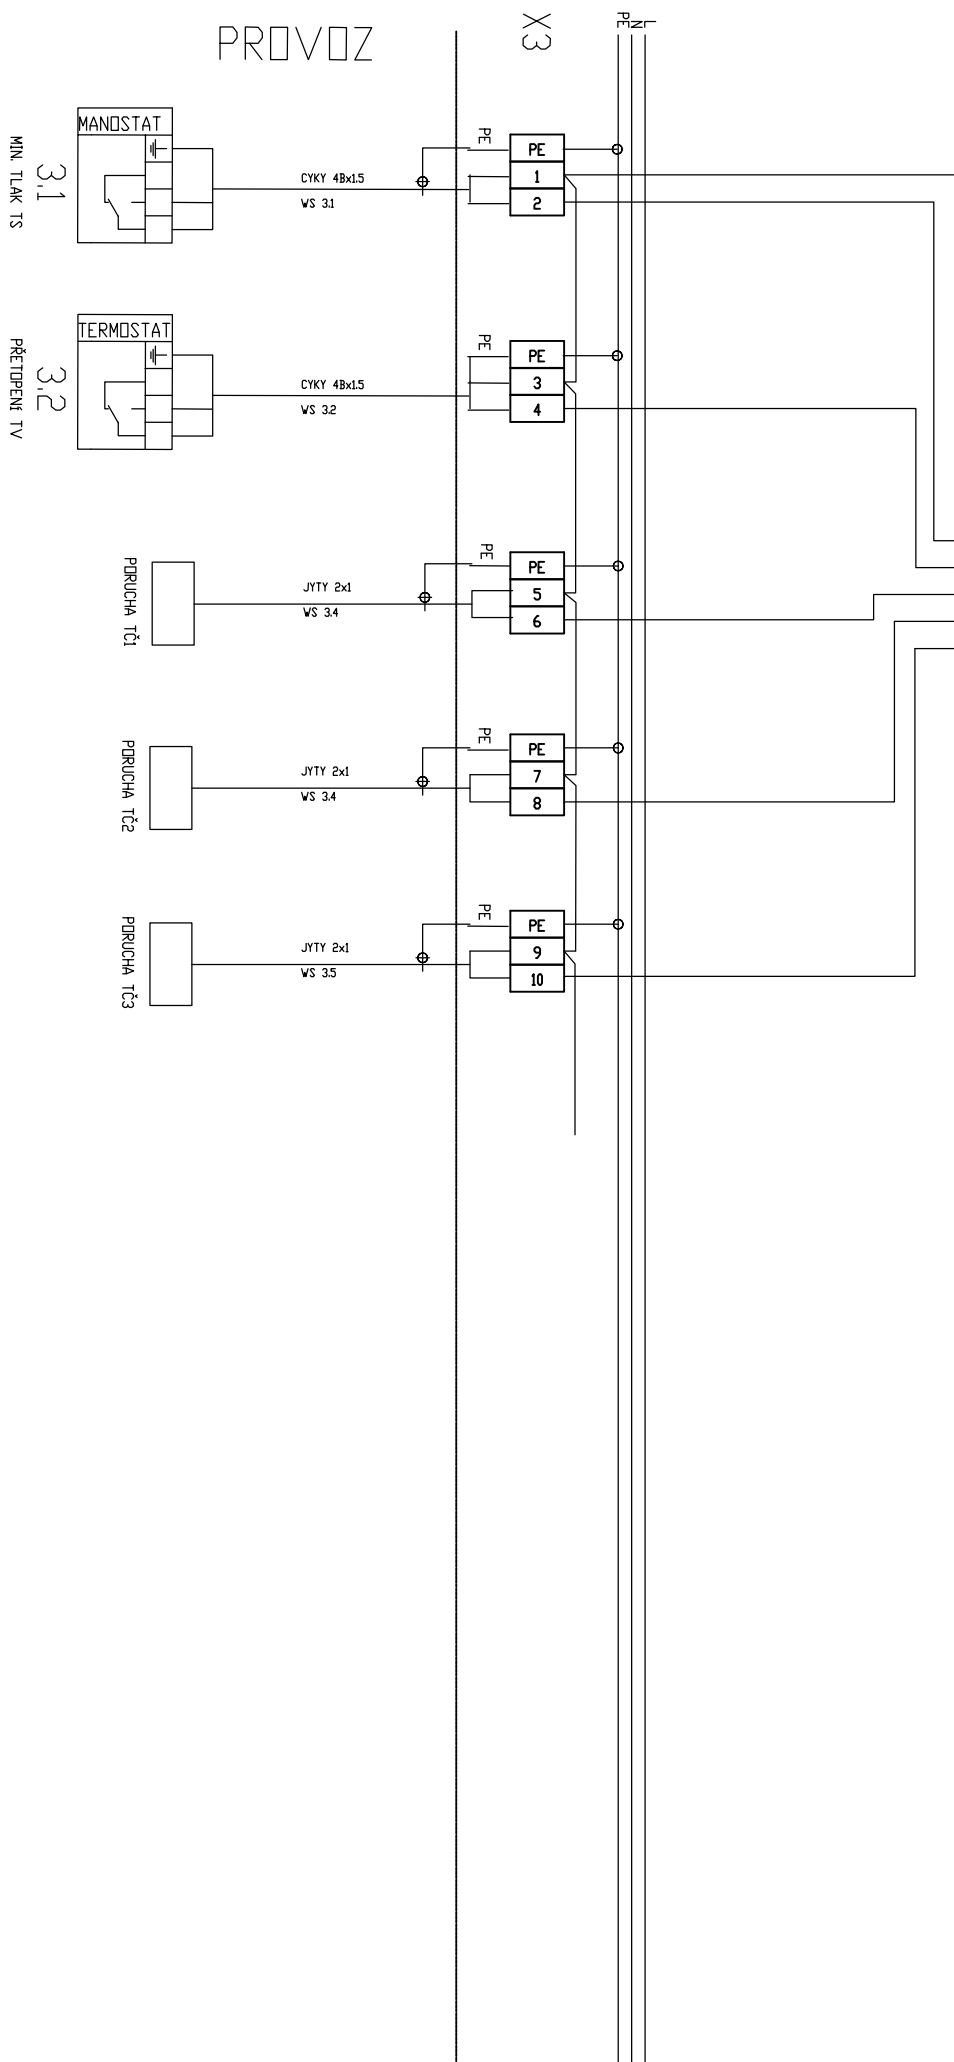 PROVOZ
X3
L
N
PE
MANOSTAT
3.1
MIN. TLAK TS
CYKY 4Bx1.5
WS 3.1
PE
PE
1
2
TERMOSTAT
3.2
PŘETOPENÍ TV
CYKY 4Bx1.5
WS 3.2
PE
PE
3
4
PORUCHA TČ1
JYTY 2x1
WS 3.4
PE
PE
5
6
PORUCHA TČ2
JYTY 2x1
WS 3.4
PE
PE
7
8
PORUCHA TČ3
JYTY 2x1
WS 3.5
PE
PE
9
10